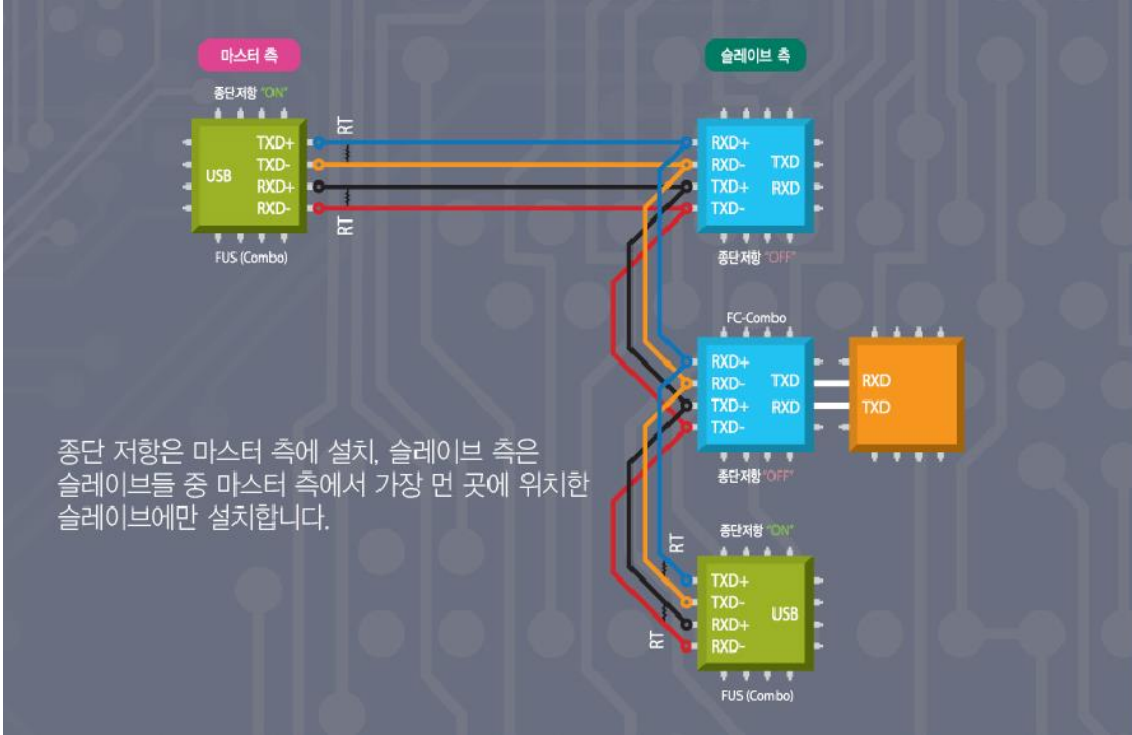 마스터 측
종단저항 "ON"
RT
TXD+
TXD-
USB
RXD+
RXD-
RT
FUS (Combo)
슬레이브 측
RXD+
RXD- TXD
TXD+ RXD
TXD-
종단저항 "OFF"
FC-Combo
RXD+
RXD- TXD
TXD+ RXD
TXD-
RXD
TXD
종단저항 "OFF"
종단 저항은 마스터 측에 설치, 슬레이브 측은
슬레이브들 중 마스터 측에서 가장 먼 곳에 위치한
슬레이브에만 설치합니다.
종단저항 "ON"
RT
TXD+
TXD-
USB
RXD+
RXD-
RT
FUS (Combo)